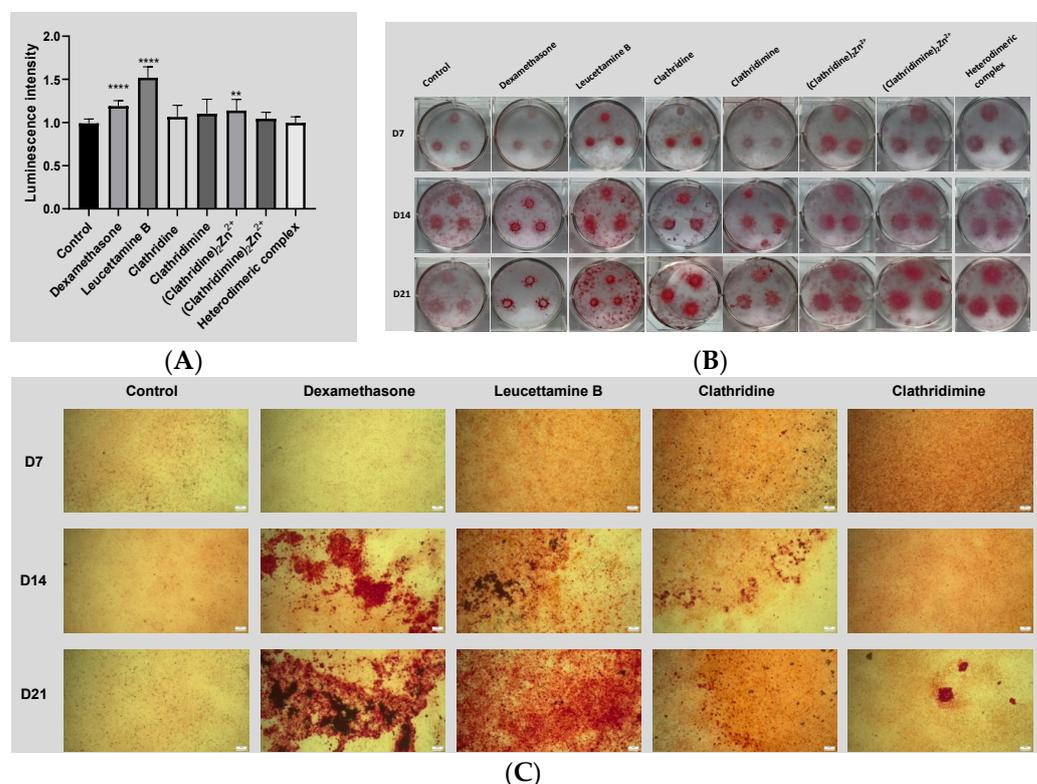 2.0
1.5
1.0
0.5
0.0
Luminescence intensity
****
****
**
Control
Dexamethasone
Leucettamine B
Clathridine
Clathridimine
(Clathridine)₂Zn²⁺
(Clathridimine)₂Zn²⁺
Heterodimeric complex
(A)
Control
Dexamethasone
Leucettamine B
Clathridine
Clathridimine
(Clathridine)₂Zn²⁺
(Clathridimine)₂Zn²⁺
Heterodimeric
complex
D7
D14
D21
(B)
Control Dexamethasone Leucettamine B Clathridine Clathridimine
D7
D14
D21
(C)